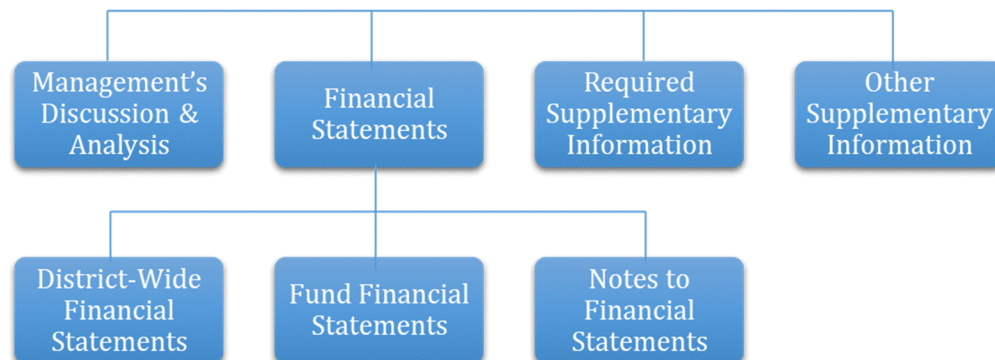 Management’s
Discussion &
Analysis
Financial
Statements
Required
Supplementary
Information
Other
Supplementary
Information
District-Wide
Financial
Statements
Fund Financial
Statements
Notes to
Financial
Statements